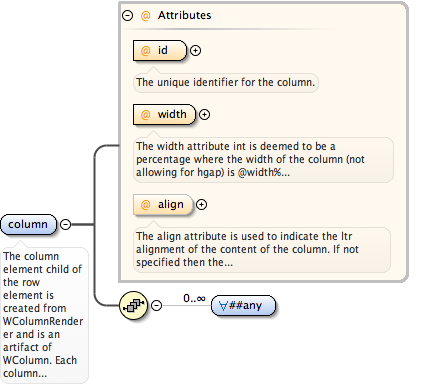 @ Attributes
@ id
The unique identifier for the column.
@ width
The width attribute int is deemed to be a
percentage where the width of the column (not
allowing for hgap) is @width%...
@ align
The align attribute is used to indicate the ltr
alignment of the content of the column. If not
specified then the...
column
The column
element child of
the row
element is
created from
WColumnRender
er and is an
artifact of
WColumn. Each
column...
0..∞
∀##any